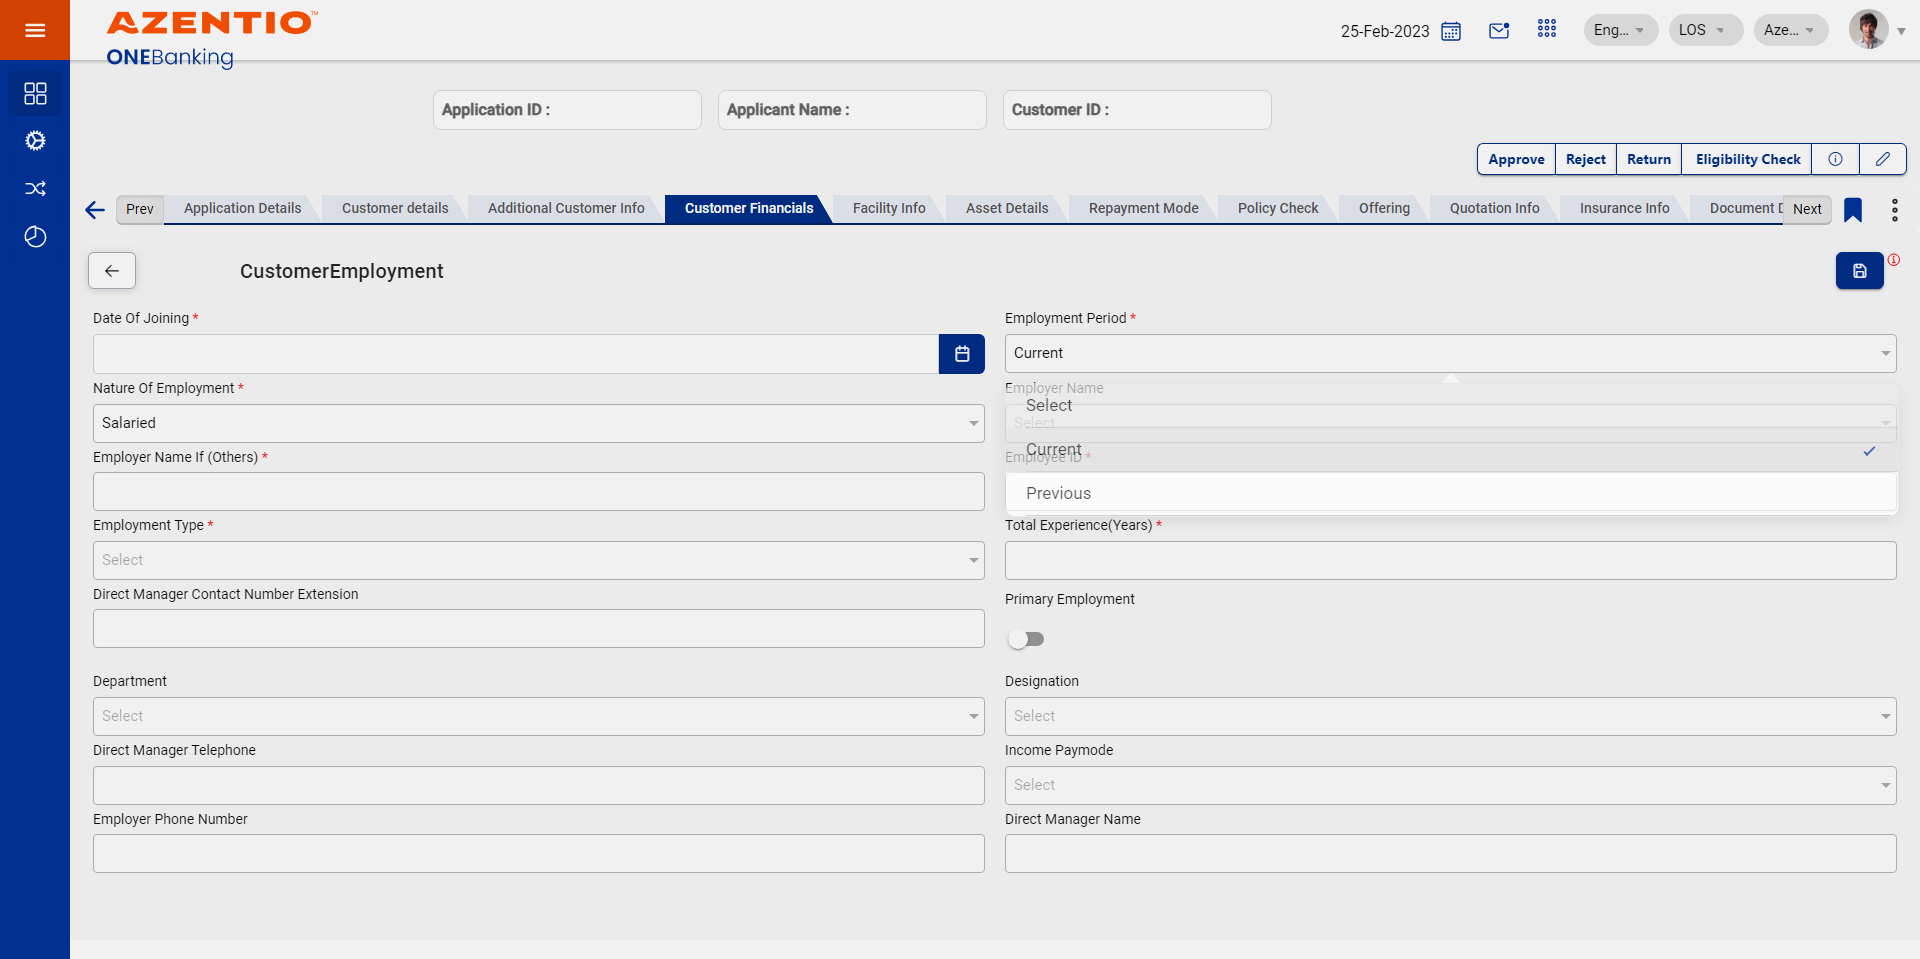 AZENTIO™
ONEBanking
25-Feb-2023
Eng...
LOS
Aze...
Application ID :
Applicant Name :
Customer ID :
Approve
Reject
Return
Eligibility Check
Prev
Application Details
Customer details
Additional Customer Info
Customer Financials
Facility Info
Asset Details
Repayment Mode
Policy Check
Offering
Quotation Info
Insurance Info
Document D
Next
CustomerEmployment
Date Of Joining *
Employment Period *
Current
Nature Of Employment *
Employer Name
Salaried
Select
Select
Employer Name If (Others) *
Current
Employee ID *
Previous
Employment Type *
Total Experience(Years) *
Select
Direct Manager Contact Number Extension
Primary Employment
Department
Designation
Select
Select
Direct Manager Telephone
Income Paymode
Select
Employer Phone Number
Direct Manager Name